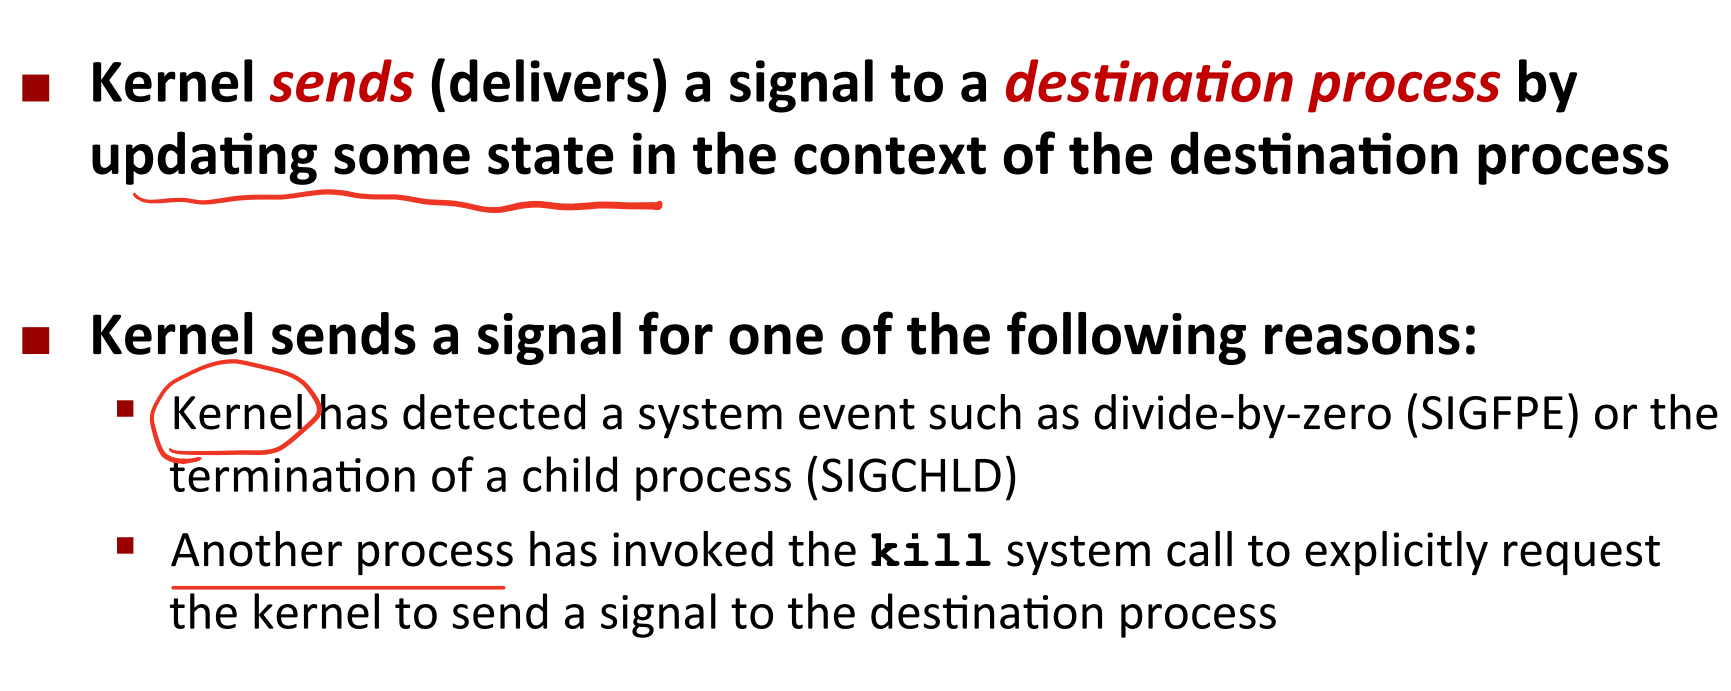 Kernel sends (delivers) a signal to a destination process by
updating some state in the context of the destination process
Kernel sends a signal for one of the following reasons:
Kernel has detected a system event such as divide-by-zero (SIGFPE) or the
termination of a child process (SIGCHLD)
Another process has invoked the kill system call to explicitly request
the kernel to send a signal to the destination process